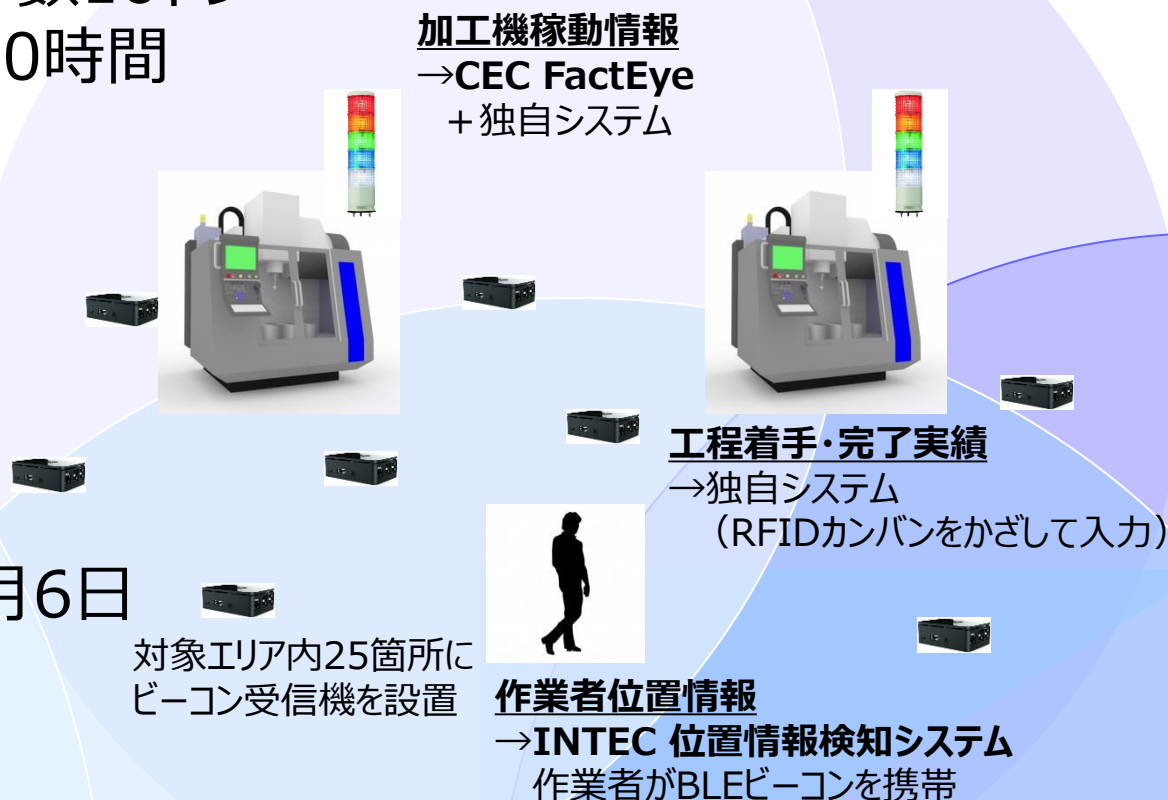 0時間
加工機稼動情報
→CEC FactEye
+独自システム
工程着手・完了実績
→独自システム
(RFIDカンバンをかざして入力)
月6日
対象エリア内25箇所に
ビーコン受信機を設置
作業者位置情報
→INTEC 位置情報検知システム
作業者がBLEビーコンを携帯